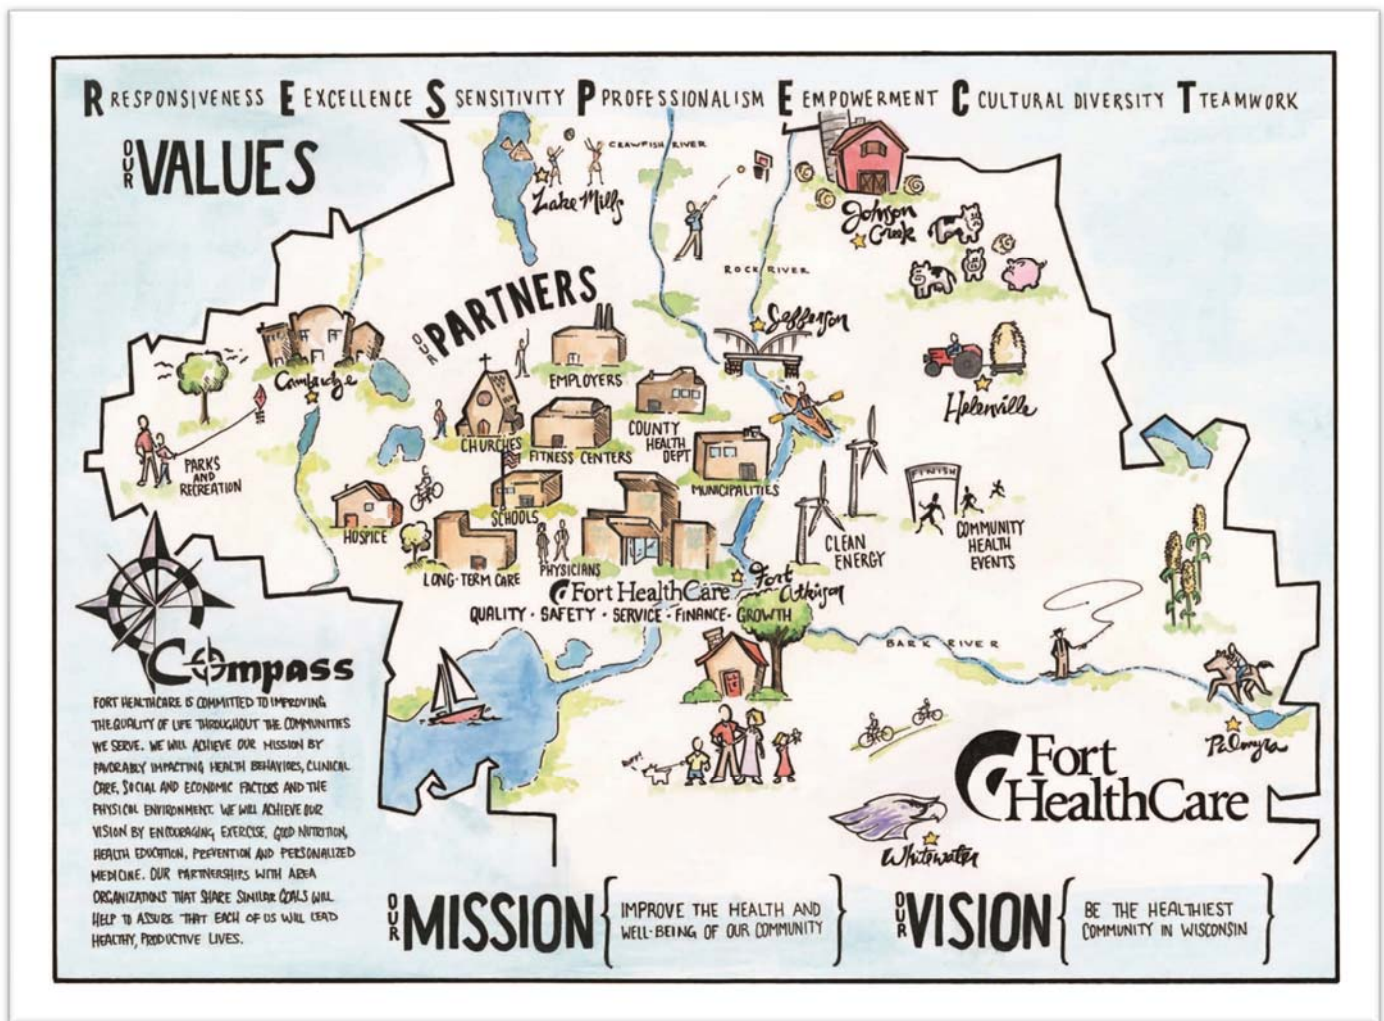 R RESPONSIVENESS E EXCELLENCE S SENSITIVITY P PROFESSIONALISM E EMPOWERMENT C CULTURAL DIVERSITY T TEAMWORK
OUR VALUES
CRAWFISH RIVER
Lake Mills
Johnson
Creek
ROCK RIVER
OUR PARTNERS
Jefferson
EMPLOYERS
Cambridge
Helenville
CHURCHES
FITNESS CENTERS
COUNTY
HEALTH
DEPT
MUNICIPALITIES
PARKS
AND
RECREATION
FINISH
HOSPICE
SCHOOLS
CLEAN
ENERGY
COMMUNITY
HEALTH
EVENTS
LONG-TERM CARE
PHYSICIANS
Fort HealthCare
Fort
Atkinson
QUALITY · SAFETY · SERVICE · FINANCE · GROWTH
BARK RIVER
Compass
FORT HEALTHCARE IS COMMITTED TO IMPROVING
THE QUALITY OF LIFE THROUGHOUT THE COMMUNITIES
WE SERVE. WE WILL ACHIEVE OUR MISSION BY
FAVORABLY IMPACTING HEALTH BEHAVIORS, CLINICAL
CARE, SOCIAL AND ECONOMIC FACTORS AND THE
PHYSICAL ENVIRONMENT. WE WILL ACHIEVE OUR
VISION BY ENCOURAGING EXERCISE, GOOD NUTRITION,
HEALTH EDUCATION, PREVENTION AND PERSONALIZED
MEDICINE. OUR PARTNERSHIPS WITH AREA
ORGANIZATIONS THAT SHARE SIMILAR GOALS WILL
HELP TO ASSURE THAT EACH OF US WILL LEAD
HEALTHY, PRODUCTIVE LIVES.
Palmyra
Fort
HealthCare
Whitewater
OUR MISSION
IMPROVE THE HEALTH AND
WELL-BEING OF OUR COMMUNITY
OUR VISION
BE THE HEALTHIEST
COMMUNITY IN WISCONSIN